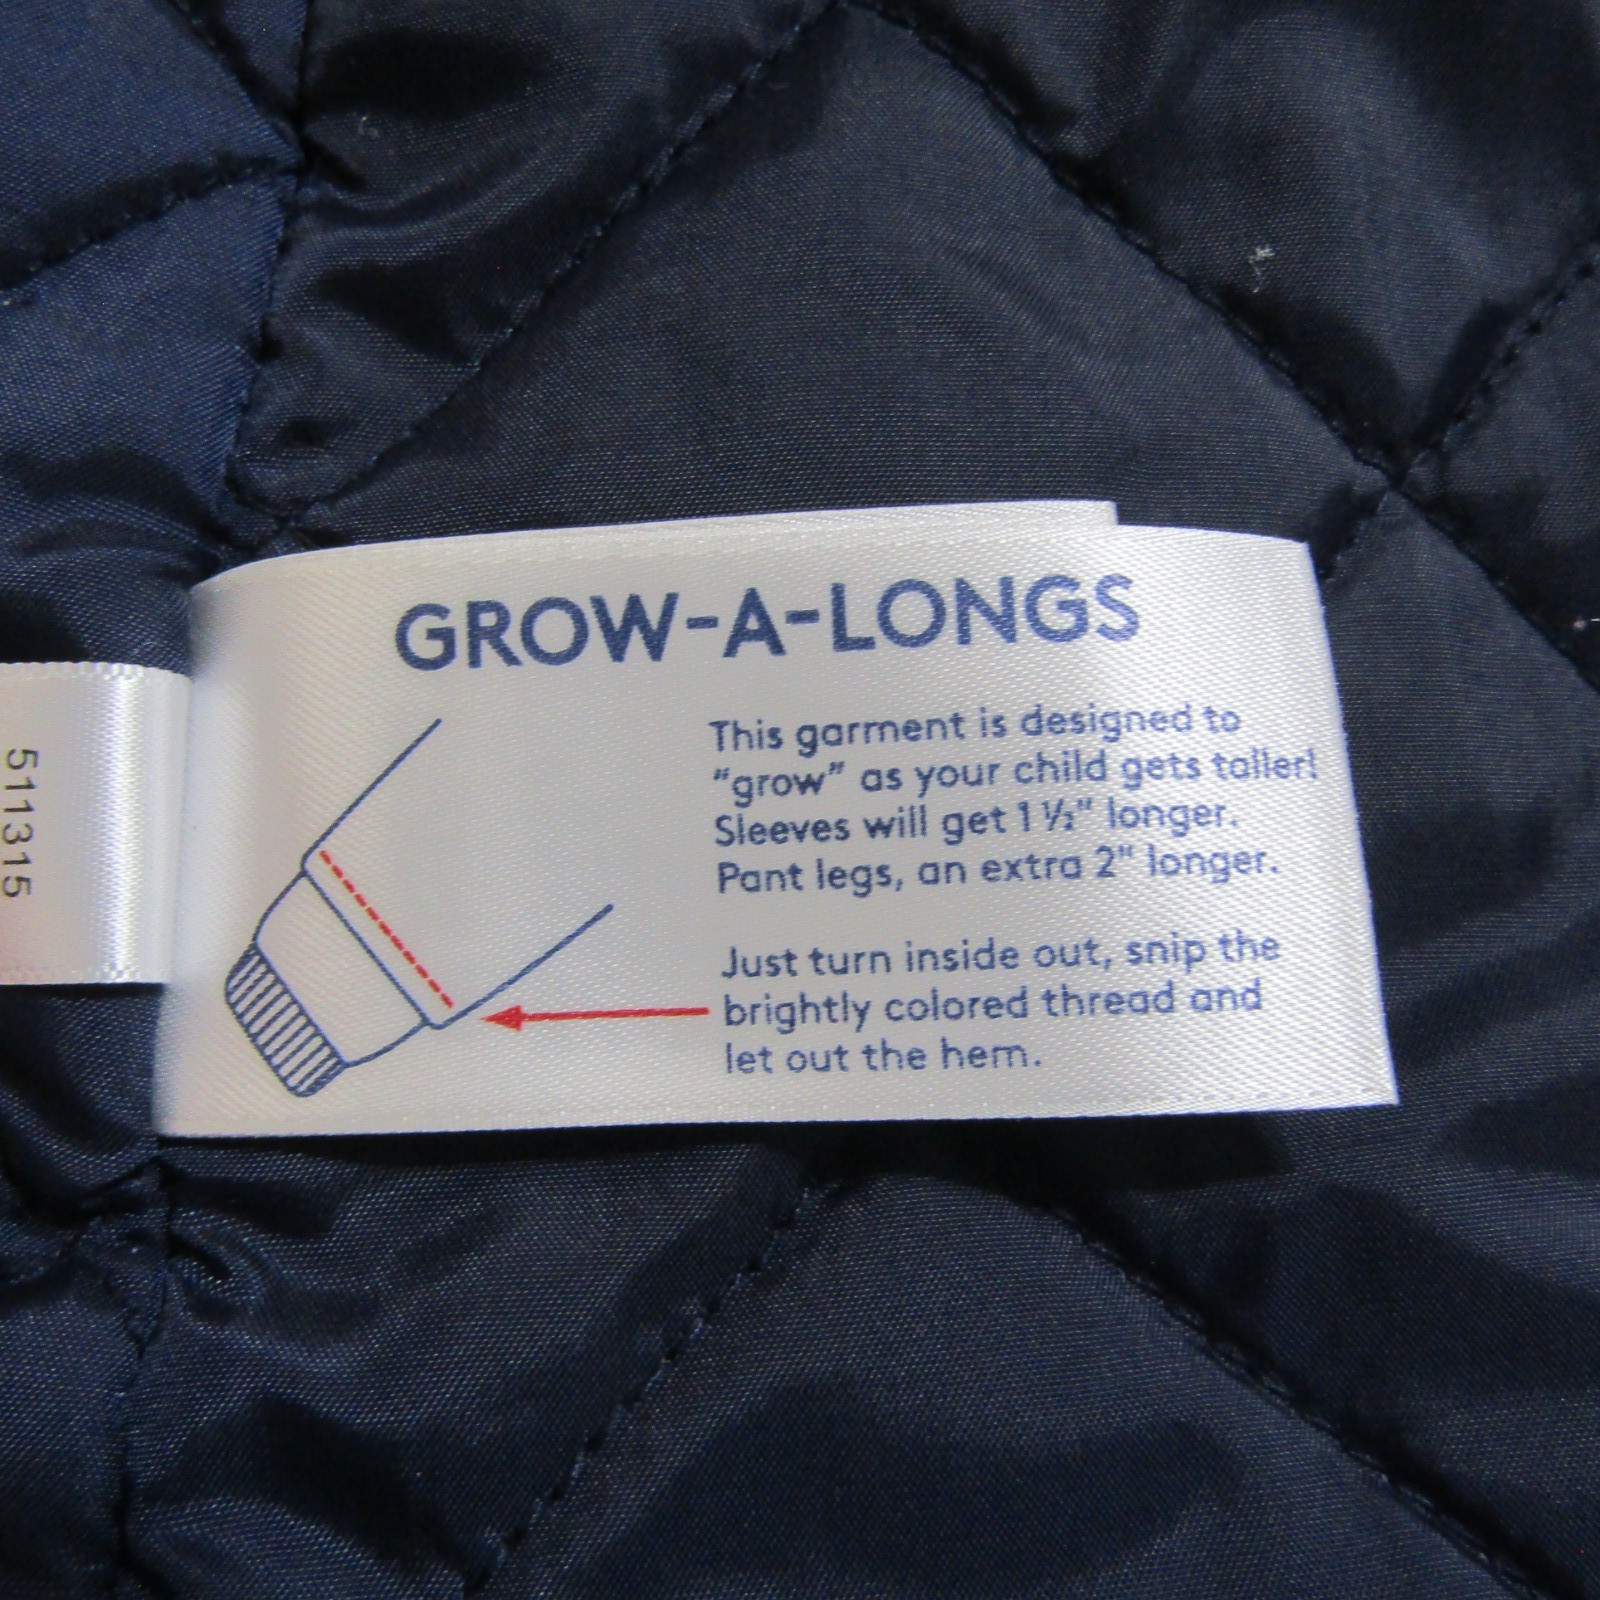 GROW-A-LONGS
This garment is designed to
"grow" as your child gets taller!
Sleeves will get 1 ½" longer.
Pant legs, an extra 2" longer.
Just turn inside out, snip the
brightly colored thread and
let out the hem.
511315